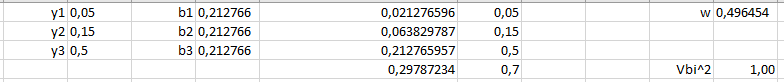 y1 0,05 b1 0,212766 0,021276596 0,05 w 0,496454
y2 0,15 b2 0,212766 0,063829787 0,15
y3 0,5 b3 0,212766 0,212765957 0,5
0,29787234 0,7 Vbi^2 1,00